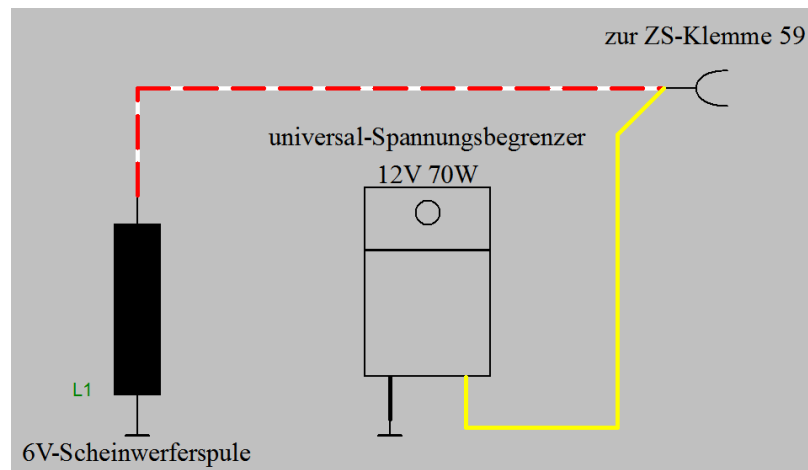 zur ZS-Klemme 59
universal-Spannungsbegrenzer
12V 70W
L1
6V-Scheinwerferspule